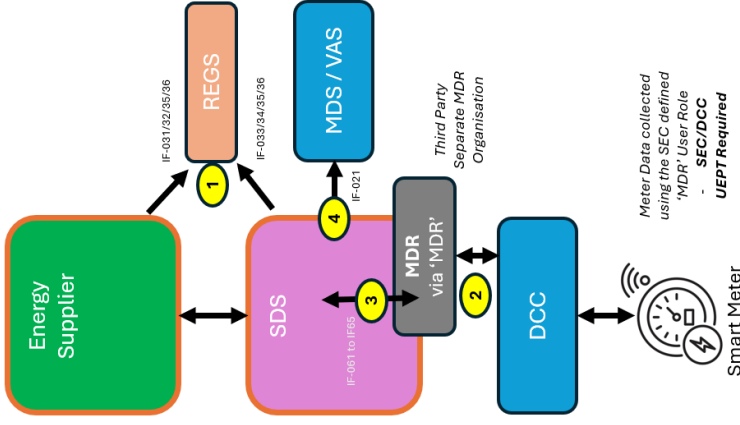 Energy
Supplier
IF-031/32/35/36
REGS
1
IF-033/34/35/36
SDS
4
IF-021
MDS / VAS
3
IF-061 to IF65
MDR
via ‘MDR’
Third Party
Separate MDR
Organisation
2
DCC
Smart Meter
Meter Data collected
using the SEC defined
‘MDR’ User Role
- SEC/DCC
UEPT Required